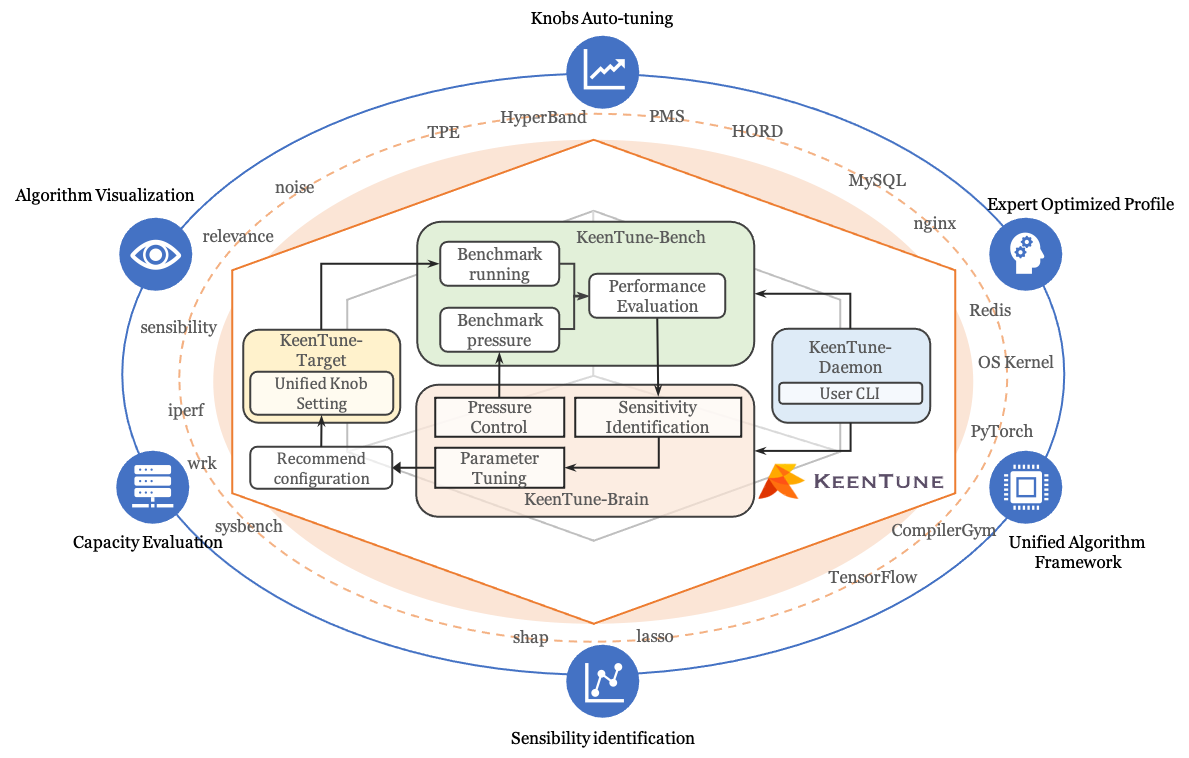 Knobs Auto-tuning
HyperBand
PMS
TPE
HORD
noise
MySQL
Algorithm Visualization
Expert Optimized Profile
relevance
nginx
KeenTune-Bench
Benchmark
running
Performance
Evaluation
Benchmark
pressure
sensibility
Redis
KeenTune-
Target
Unified Knob
Setting
KeenTune-
Daemon
User CLI
OS Kernel
iperf
Pressure
Control
Sensitivity
Identification
PyTorch
Recommend
configuration
Parameter
Tuning
KeenTune-Brain
KEENTUNE
wrk
sysbench
Capacity Evaluation
CompilerGym
Unified Algorithm
Framework
TensorFlow
shap
lasso
Sensibility identification